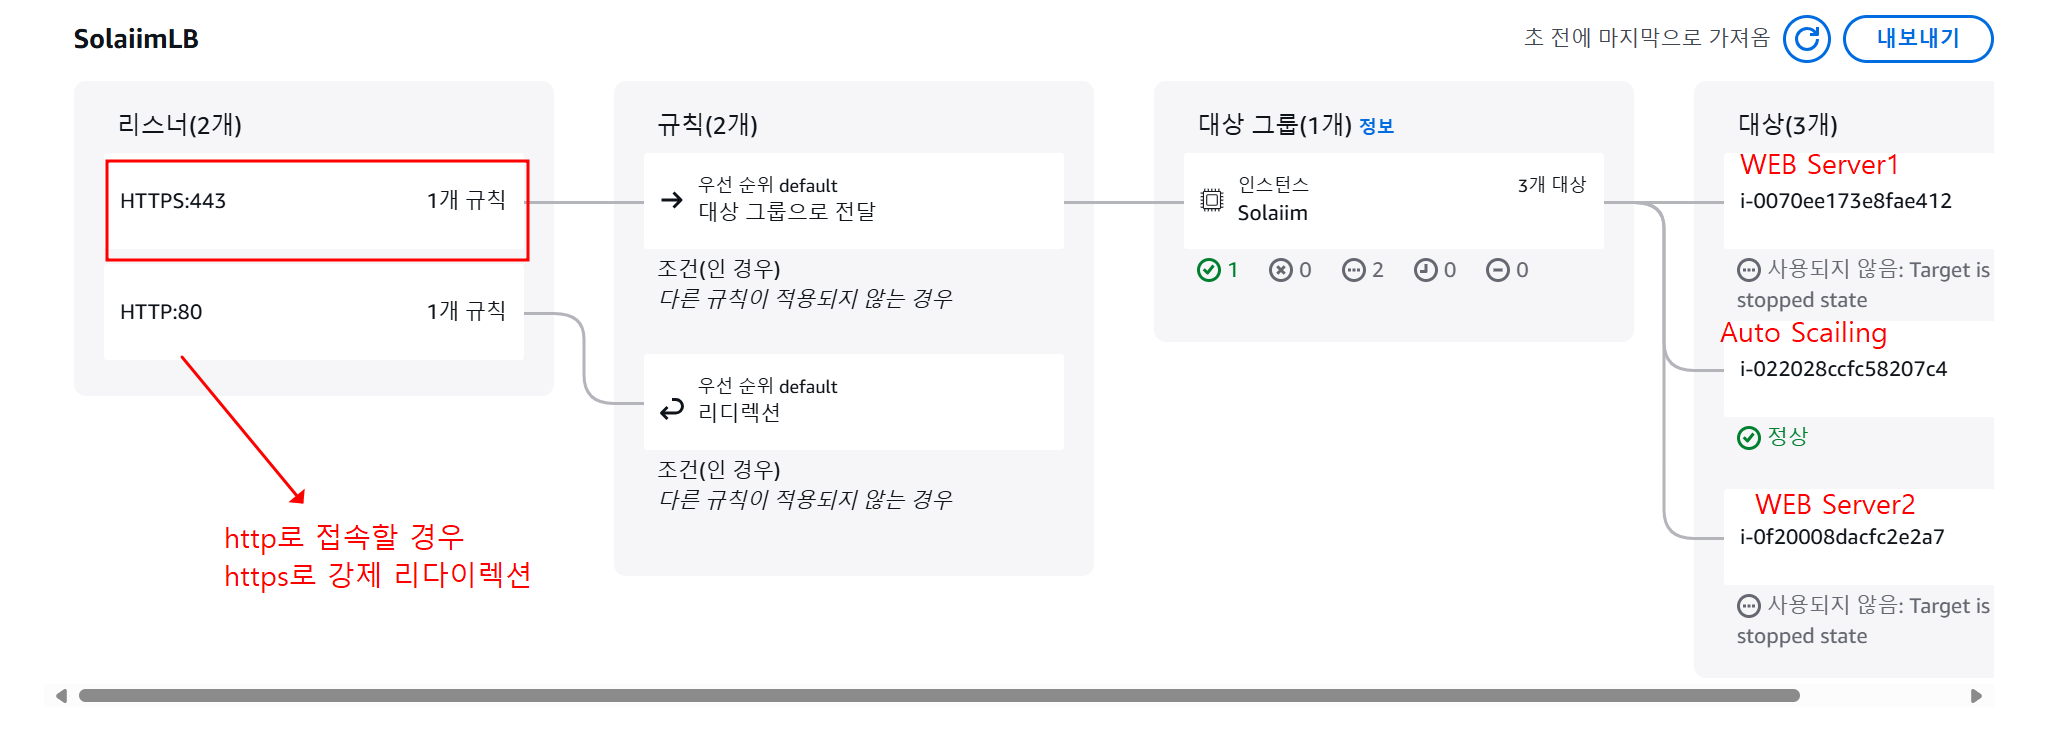 SolaiimLB
초 전에 마지막으로 가져옴
내보내기
리스너(2개)
HTTPS:443
1개 규칙
HTTP:80
1개 규칙
http로 접속할 경우
https로 강제 리다이렉션
규칙(2개)
우선 순위 default
대상 그룹으로 전달
조건(인 경우)
다른 규칙이 적용되지 않는 경우
우선 순위 default
리디렉션
조건(인 경우)
다른 규칙이 적용되지 않는 경우
대상 그룹(1개) 정보
인스턴스
3개 대상
Solaiim
1 0 2 0 0
대상(3개)
WEB Server1
i-0070ee173e8fae412
사용되지 않음: Target is
stopped state
Auto Scailing
i-022028ccfc58207c4
정상
WEB Server2
i-0f20008dacfc2e2a7
사용되지 않음: Target is
stopped state